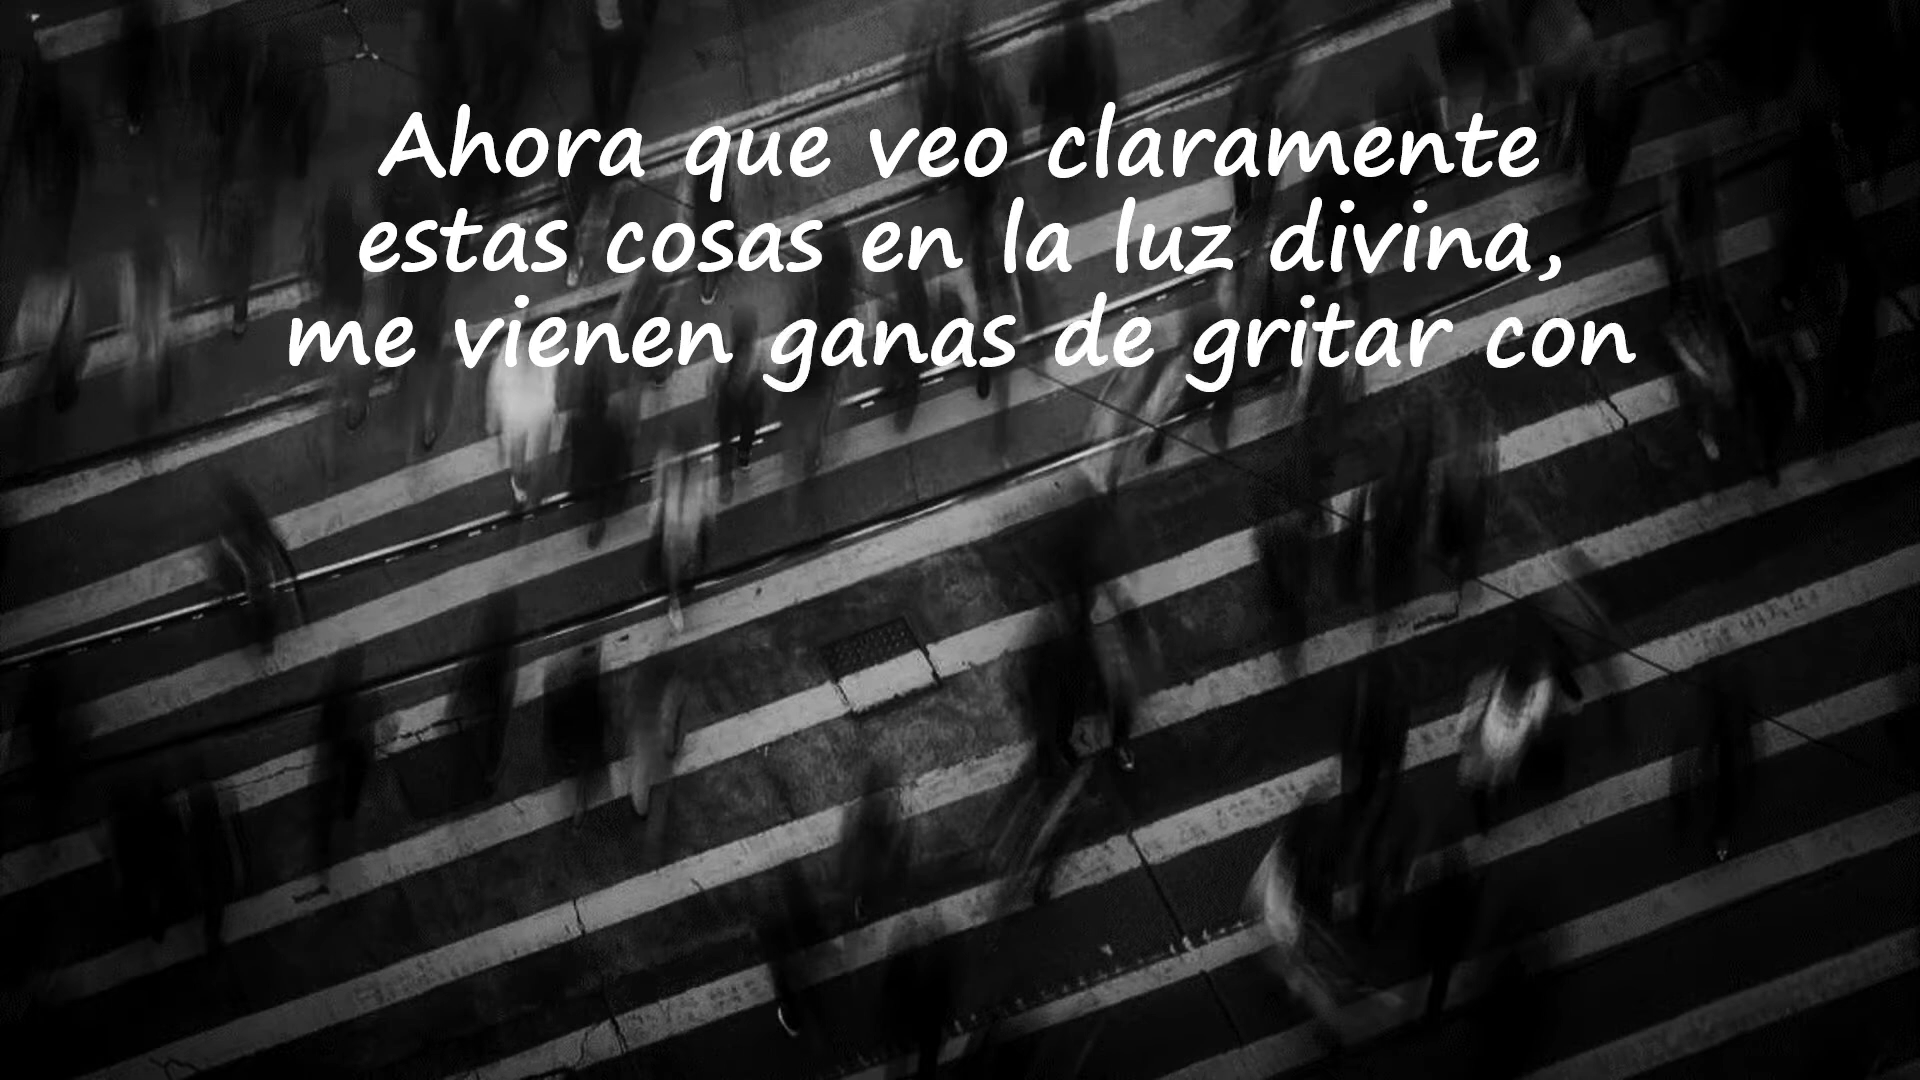 Ahora que veo claramente
estas cosas en la luz divina,
me vienen ganas de gritar con